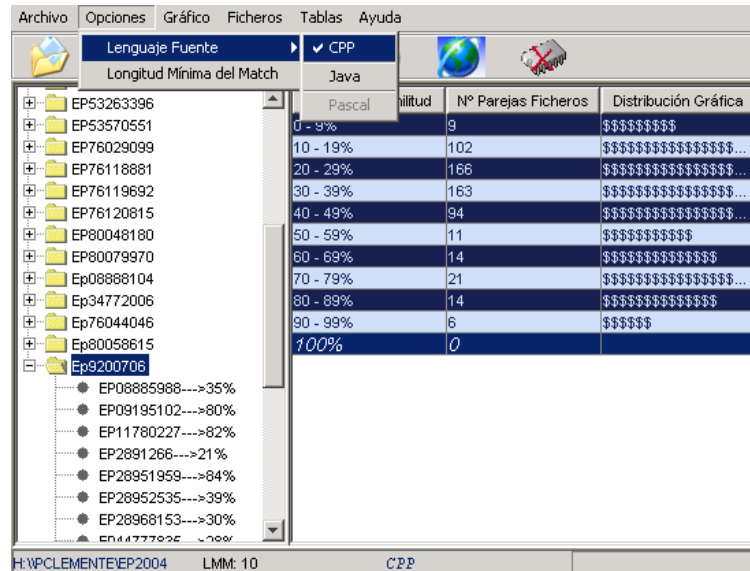 Archivo Opciones Gráfico Ficheros Tablas Ayuda
Lenguaje Fuente CPP
Longitud Mínima del Match Java
Pascal
EP53263396
EP53570551
EP76029099
EP76118881
EP76119692
EP76120815
EP80048180
EP80079970
Ep08888104
Ep34772006
Ep76044046
Ep80058615
Ep9200706
EP08885988--->35%
EP09195102--->80%
EP11780227--->82%
EP2891266--->21%
EP28951959--->84%
EP28952535--->39%
EP28968153--->30%
Nº Parejas Ficheros Distribución Gráfica
0 - 9% 9 $$$$$$$$$
10 - 19% 102 $$$$$$$$$$$$$$$$...
20 - 29% 166 $$$$$$$$$$$$$$$$...
30 - 39% 163 $$$$$$$$$$$$$$$$...
40 - 49% 94 $$$$$$$$$$$$$$$$...
50 - 59% 11 $$$$$$$$$$$
60 - 69% 14 $$$$$$$$$$$$$$
70 - 79% 21 $$$$$$$$$$$$$$$$...
80 - 89% 14 $$$$$$$$$$$$$$
90 - 99% 6 $$$$$$
100% 0
H:\\PCLEMENTE\EP2004 LMM: 10 CPP